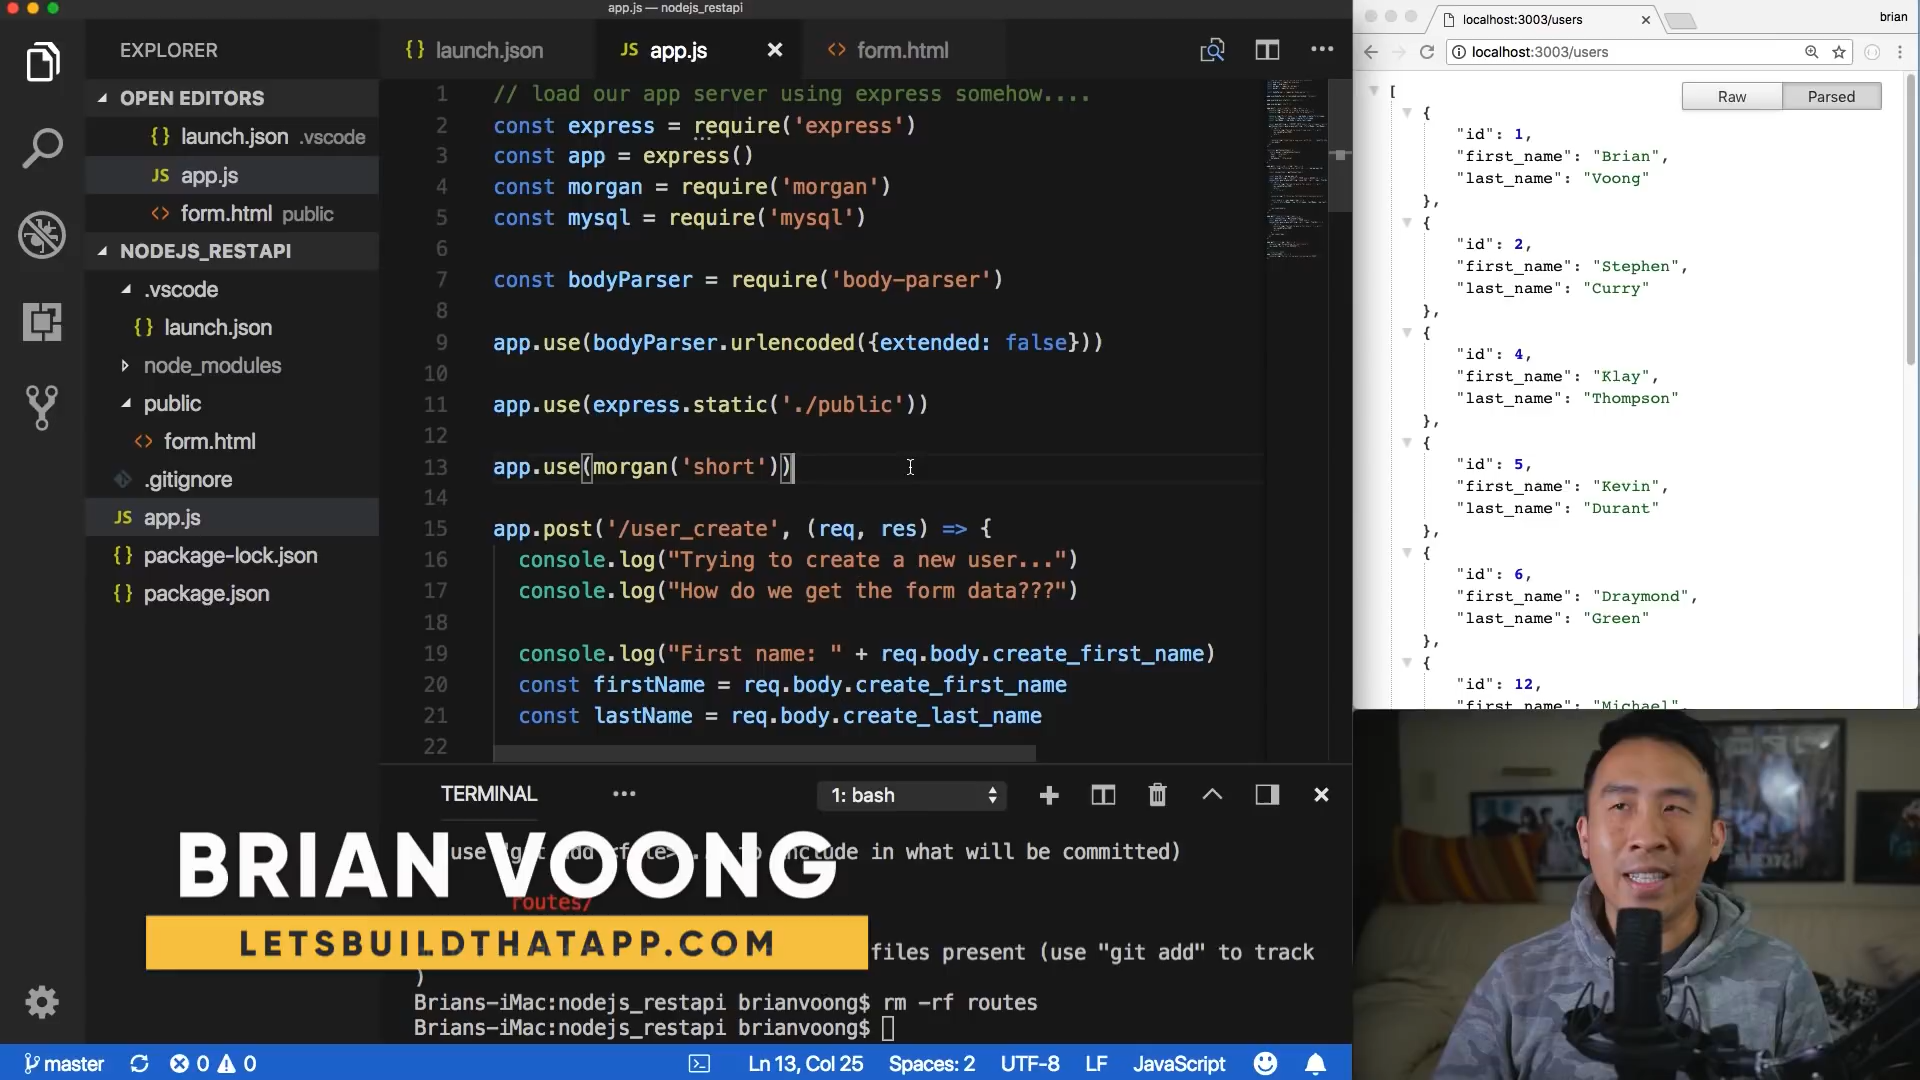 app.js — nodejs_restapi
EXPLORER
OPEN EDITORS
{} launch.json .vscode
JS app.js
<> form.html public
NODEJS_RESTAPI
.vscode
{} launch.json
node_modules
public
<> form.html
.gitignore
JS app.js
{} package-lock.json
{} package.json
{} launch.json
JS app.js
<> form.html
1 // load our app server using express somehow....
2 const express = require('express')
3 const app = express()
4 const morgan = require('morgan')
5 const mysql = require('mysql')
6
7 const bodyParser = require('body-parser')
8
9 app.use(bodyParser.urlencoded({extended: false}))
10
11 app.use(express.static('./public'))
12
13 app.use(morgan('short'))
14
15 app.post('/user_create', (req, res) => {
16 console.log("Trying to create a new user...")
17 console.log("How do we get the form data???")
18
19 console.log("First name: " + req.body.create_first_name)
20 const firstName = req.body.create_first_name
21 const lastName = req.body.create_last_name
22
TERMINAL
1: bash
to include in what will be committed)
routes/
files present (use "git add" to track
)
Brians-iMac:nodejs_restapi brianvoong$ rm -rf routes
Brians-iMac:nodejs_restapi brianvoong$
BRIAN VOONG
LETSBUILDTHATAPP.COM
master
0
0
Ln 13, Col 25
Spaces: 2
UTF-8
LF
JavaScript
localhost:3003/users
brian
localhost:3003/users
Raw
Parsed
[
{
"id": 1,
"first_name": "Brian",
"last_name": "Voong"
},
{
"id": 2,
"first_name": "Stephen",
"last_name": "Curry"
},
{
"id": 4,
"first_name": "Klay",
"last_name": "Thompson"
},
{
"id": 5,
"first_name": "Kevin",
"last_name": "Durant"
},
{
"id": 6,
"first_name": "Draymond",
"last_name": "Green"
},
{
"id": 12,
"first_name": "Michael",